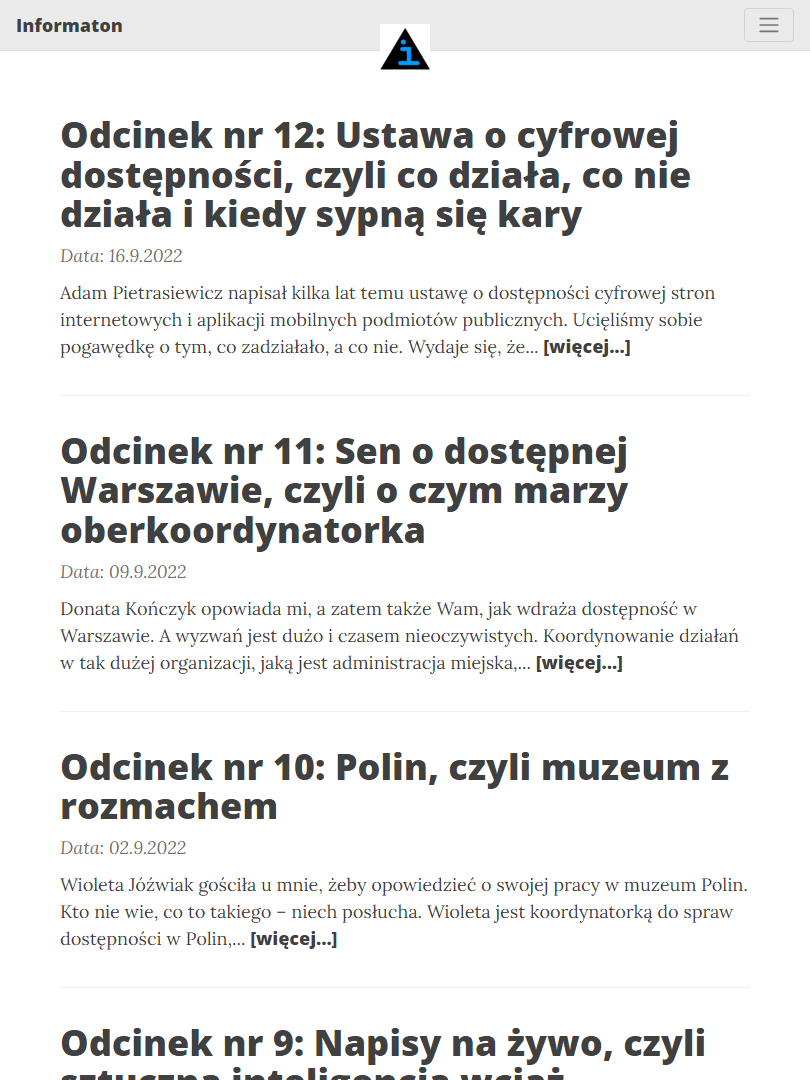 Informaton
i
Odcinek nr 12: Ustawa o cyfrowej
dostępności, czyli co działa, co nie
działa i kiedy sypną się kary
Data: 16.9.2022
Adam Pietrasiewicz napisał kilka lat temu ustawę o dostępności cyfrowej stron
internetowych i aplikacji mobilnych podmiotów publicznych. Ucięliśmy sobie
pogawędkę o tym, co zadziałało, a co nie. Wydaje się, że... [więcej...]
Odcinek nr 11: Sen o dostępnej
Warszawie, czyli o czym marzy
oberkoordynatorka
Data: 09.9.2022
Donata Kończyk opowiada mi, a zatem także Wam, jak wdraża dostępność w
Warszawie. A wyzwań jest dużo i czasem nieoczywistych. Koordynowanie działań
w tak dużej organizacji, jaką jest administracja miejska,... [więcej...]
Odcinek nr 10: Polin, czyli muzeum z
rozmachem
Data: 02.9.2022
Wioleta Jóźwiak gościła u mnie, żeby opowiedzieć o swojej pracy w muzeum Polin.
Kto nie wie, co to takiego – niech posłucha. Wioleta jest koordynatorką do spraw
dostępności w Polin,... [więcej...]
Odcinek nr 9: Napisy na żywo, czyli
sztuczna inteligencja wciąż